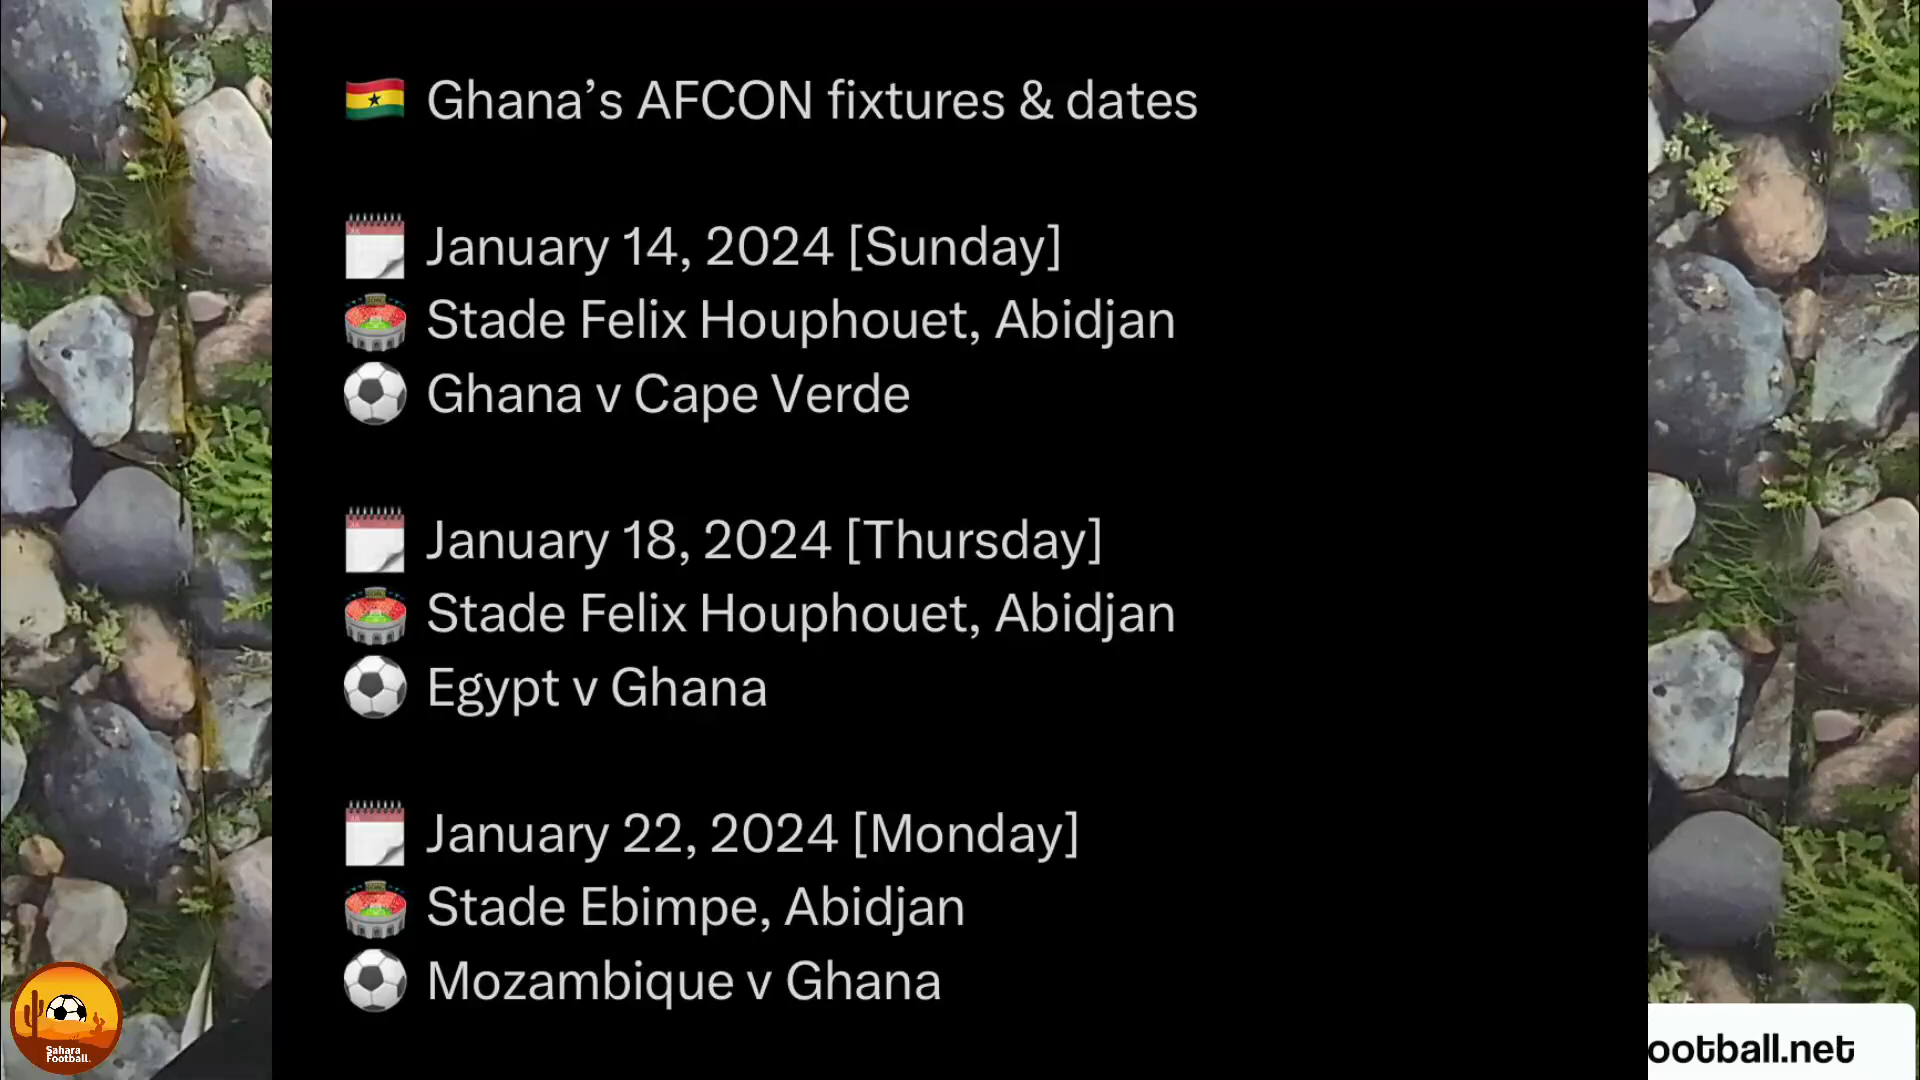 🇬🇭 Ghana’s AFCON fixtures & dates
🗓 January 14, 2024 [Sunday]
🏟 Stade Felix Houphouet, Abidjan
⚽ Ghana v Cape Verde
🗓 January 18, 2024 [Thursday]
🏟 Stade Felix Houphouet, Abidjan
⚽ Egypt v Ghana
🗓 January 22, 2024 [Monday]
🏟 Stade Ebimpe, Abidjan
⚽ Mozambique v Ghana
Sahara
Football.
ootball.net